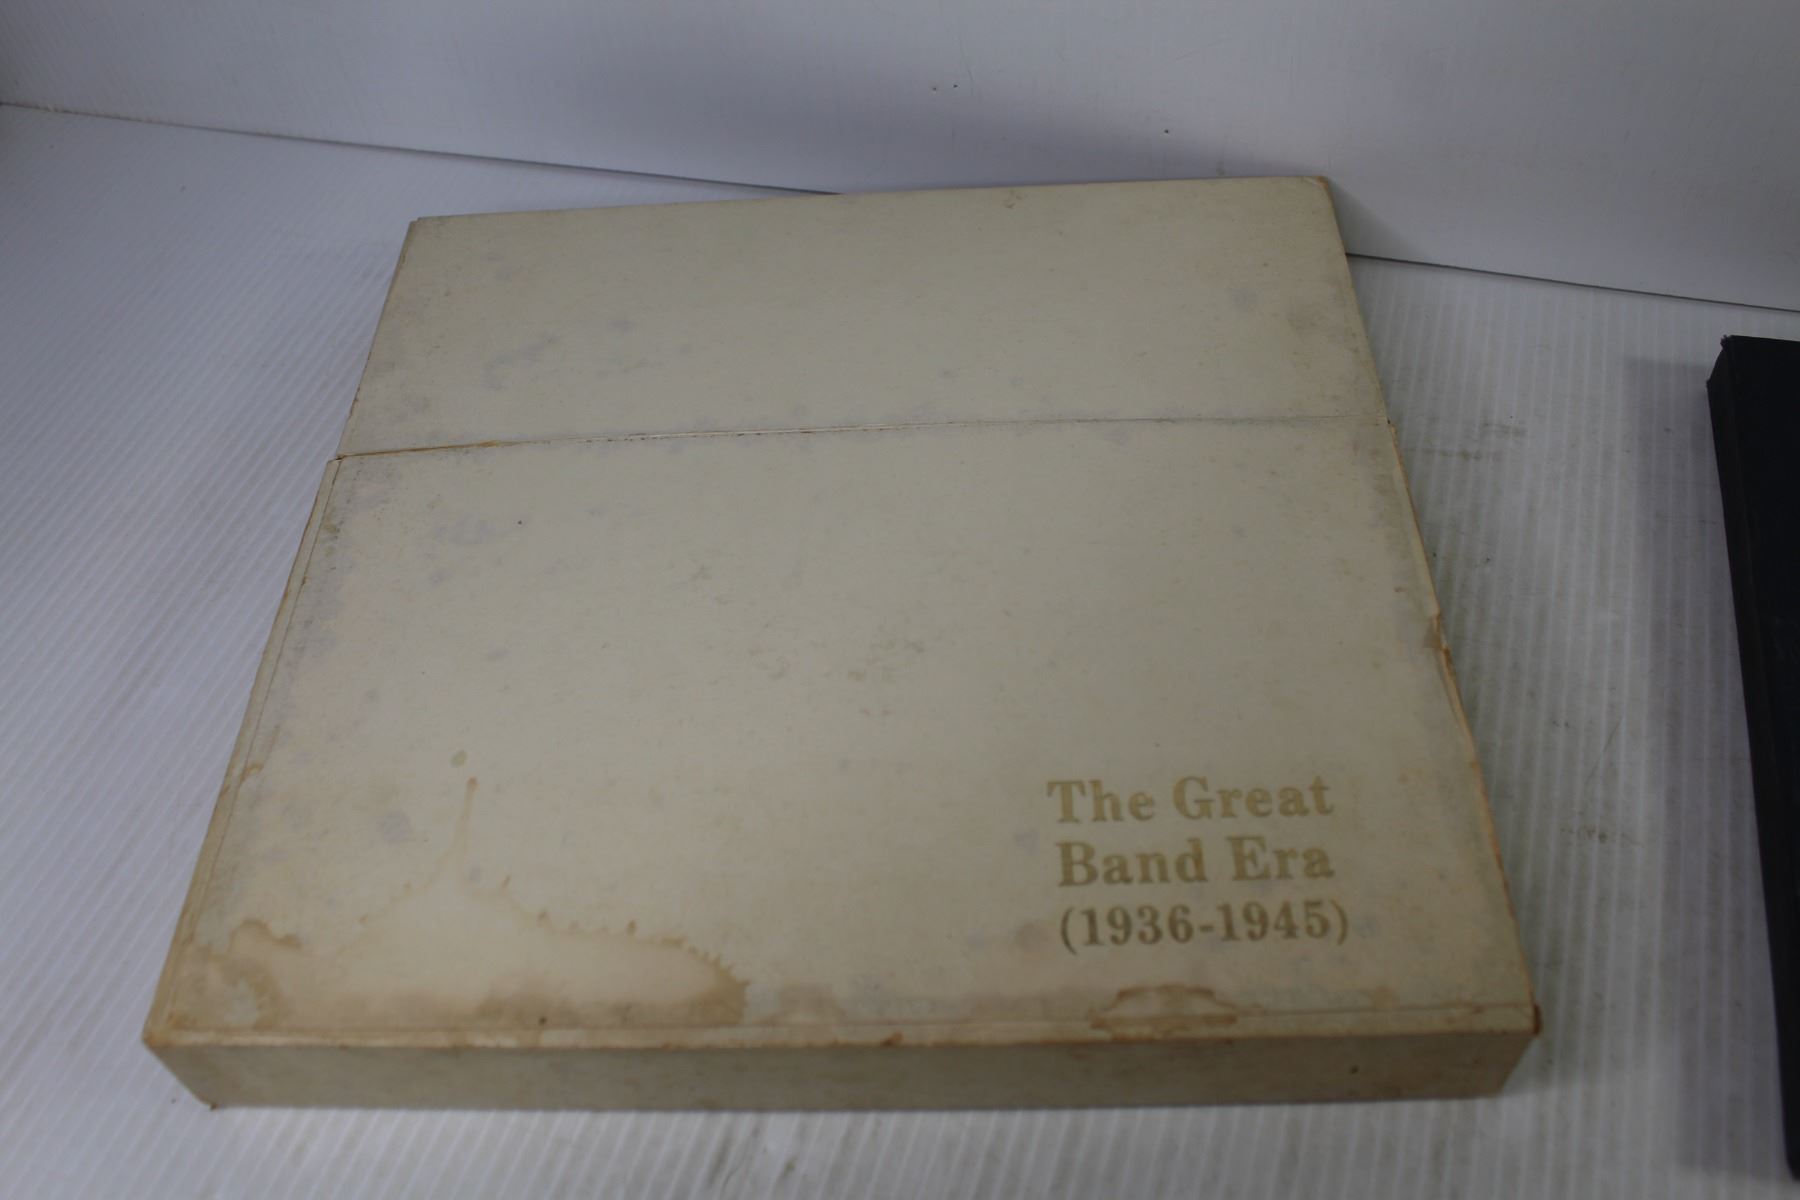 The Great
Band Era
(1936-1945)